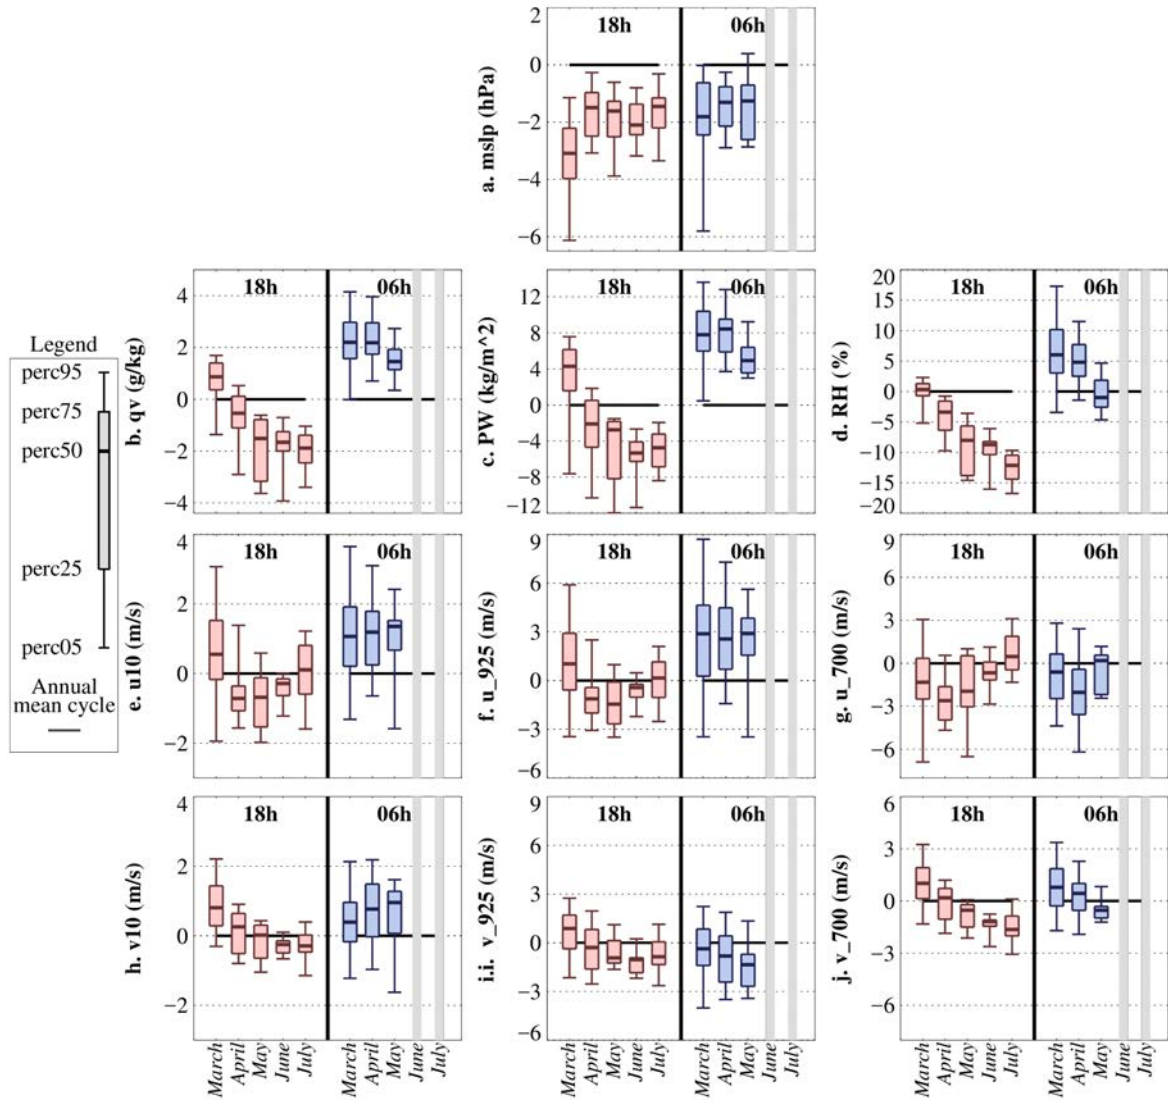 18h
06h
a. mslp (hPa)
2
0
−2
−4
−6
Legend
perc95
perc75
perc50
perc25
perc05
Annual
mean cycle
18h
06h
b. qv (g/kg)
4
2
0
−2
−4
18h
06h
c. PW (kg/m^2)
12
8
4
0
−4
−8
−12
18h
06h
d. RH (%)
20
15
10
5
0
−5
−10
−15
−20
18h
06h
e. u10 (m/s)
4
2
0
−2
18h
06h
f. u_925 (m/s)
9
6
3
0
−3
−6
18h
06h
g. u_700 (m/s)
9
6
3
0
−3
−6
18h
06h
h. v10 (m/s)
4
2
0
−2
March
April
May
June
July
March
April
May
June
July
18h
06h
i.i. v_925 (m/s)
9
6
3
0
−3
−6
March
April
May
June
July
March
April
May
June
July
18h
06h
j. v_700 (m/s)
6
3
0
−3
−6
March
April
May
June
July
March
April
May
June
July